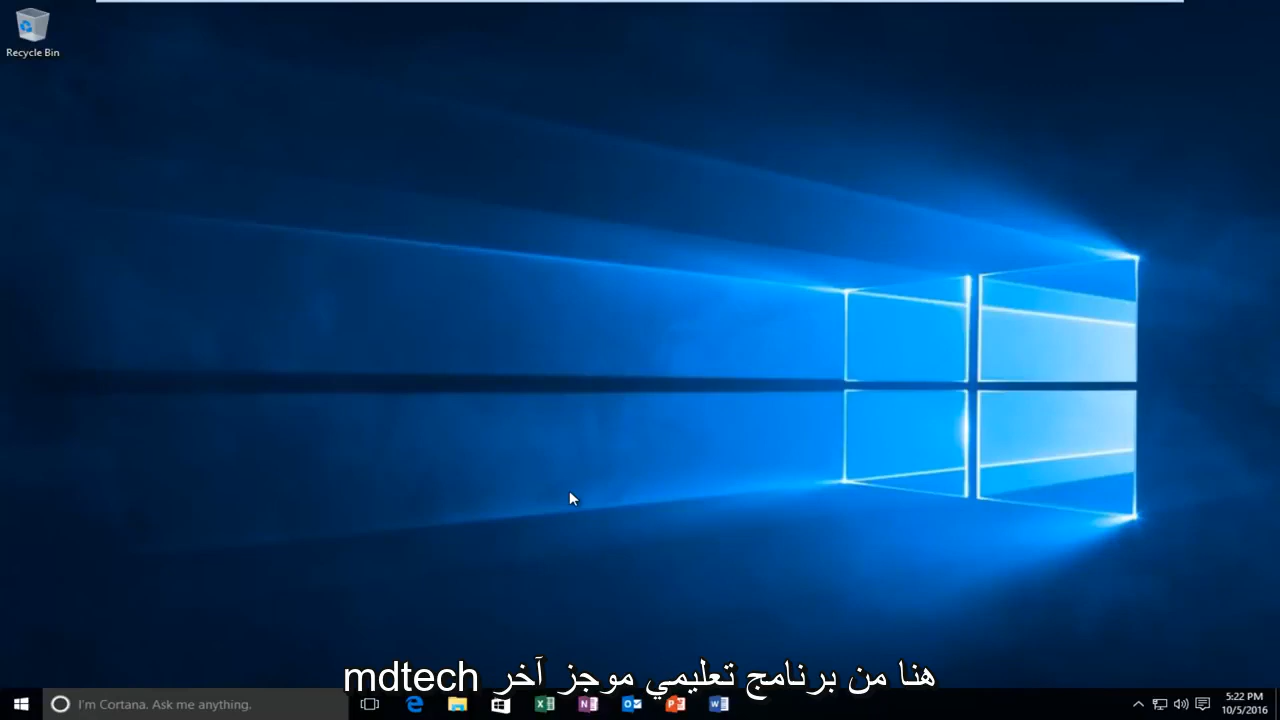 Recycle Bin
هنا من برنامج تعليمي موجز آخر mdtech
I'm Cortana. Ask me anything.
5:22 PM
10/5/2016